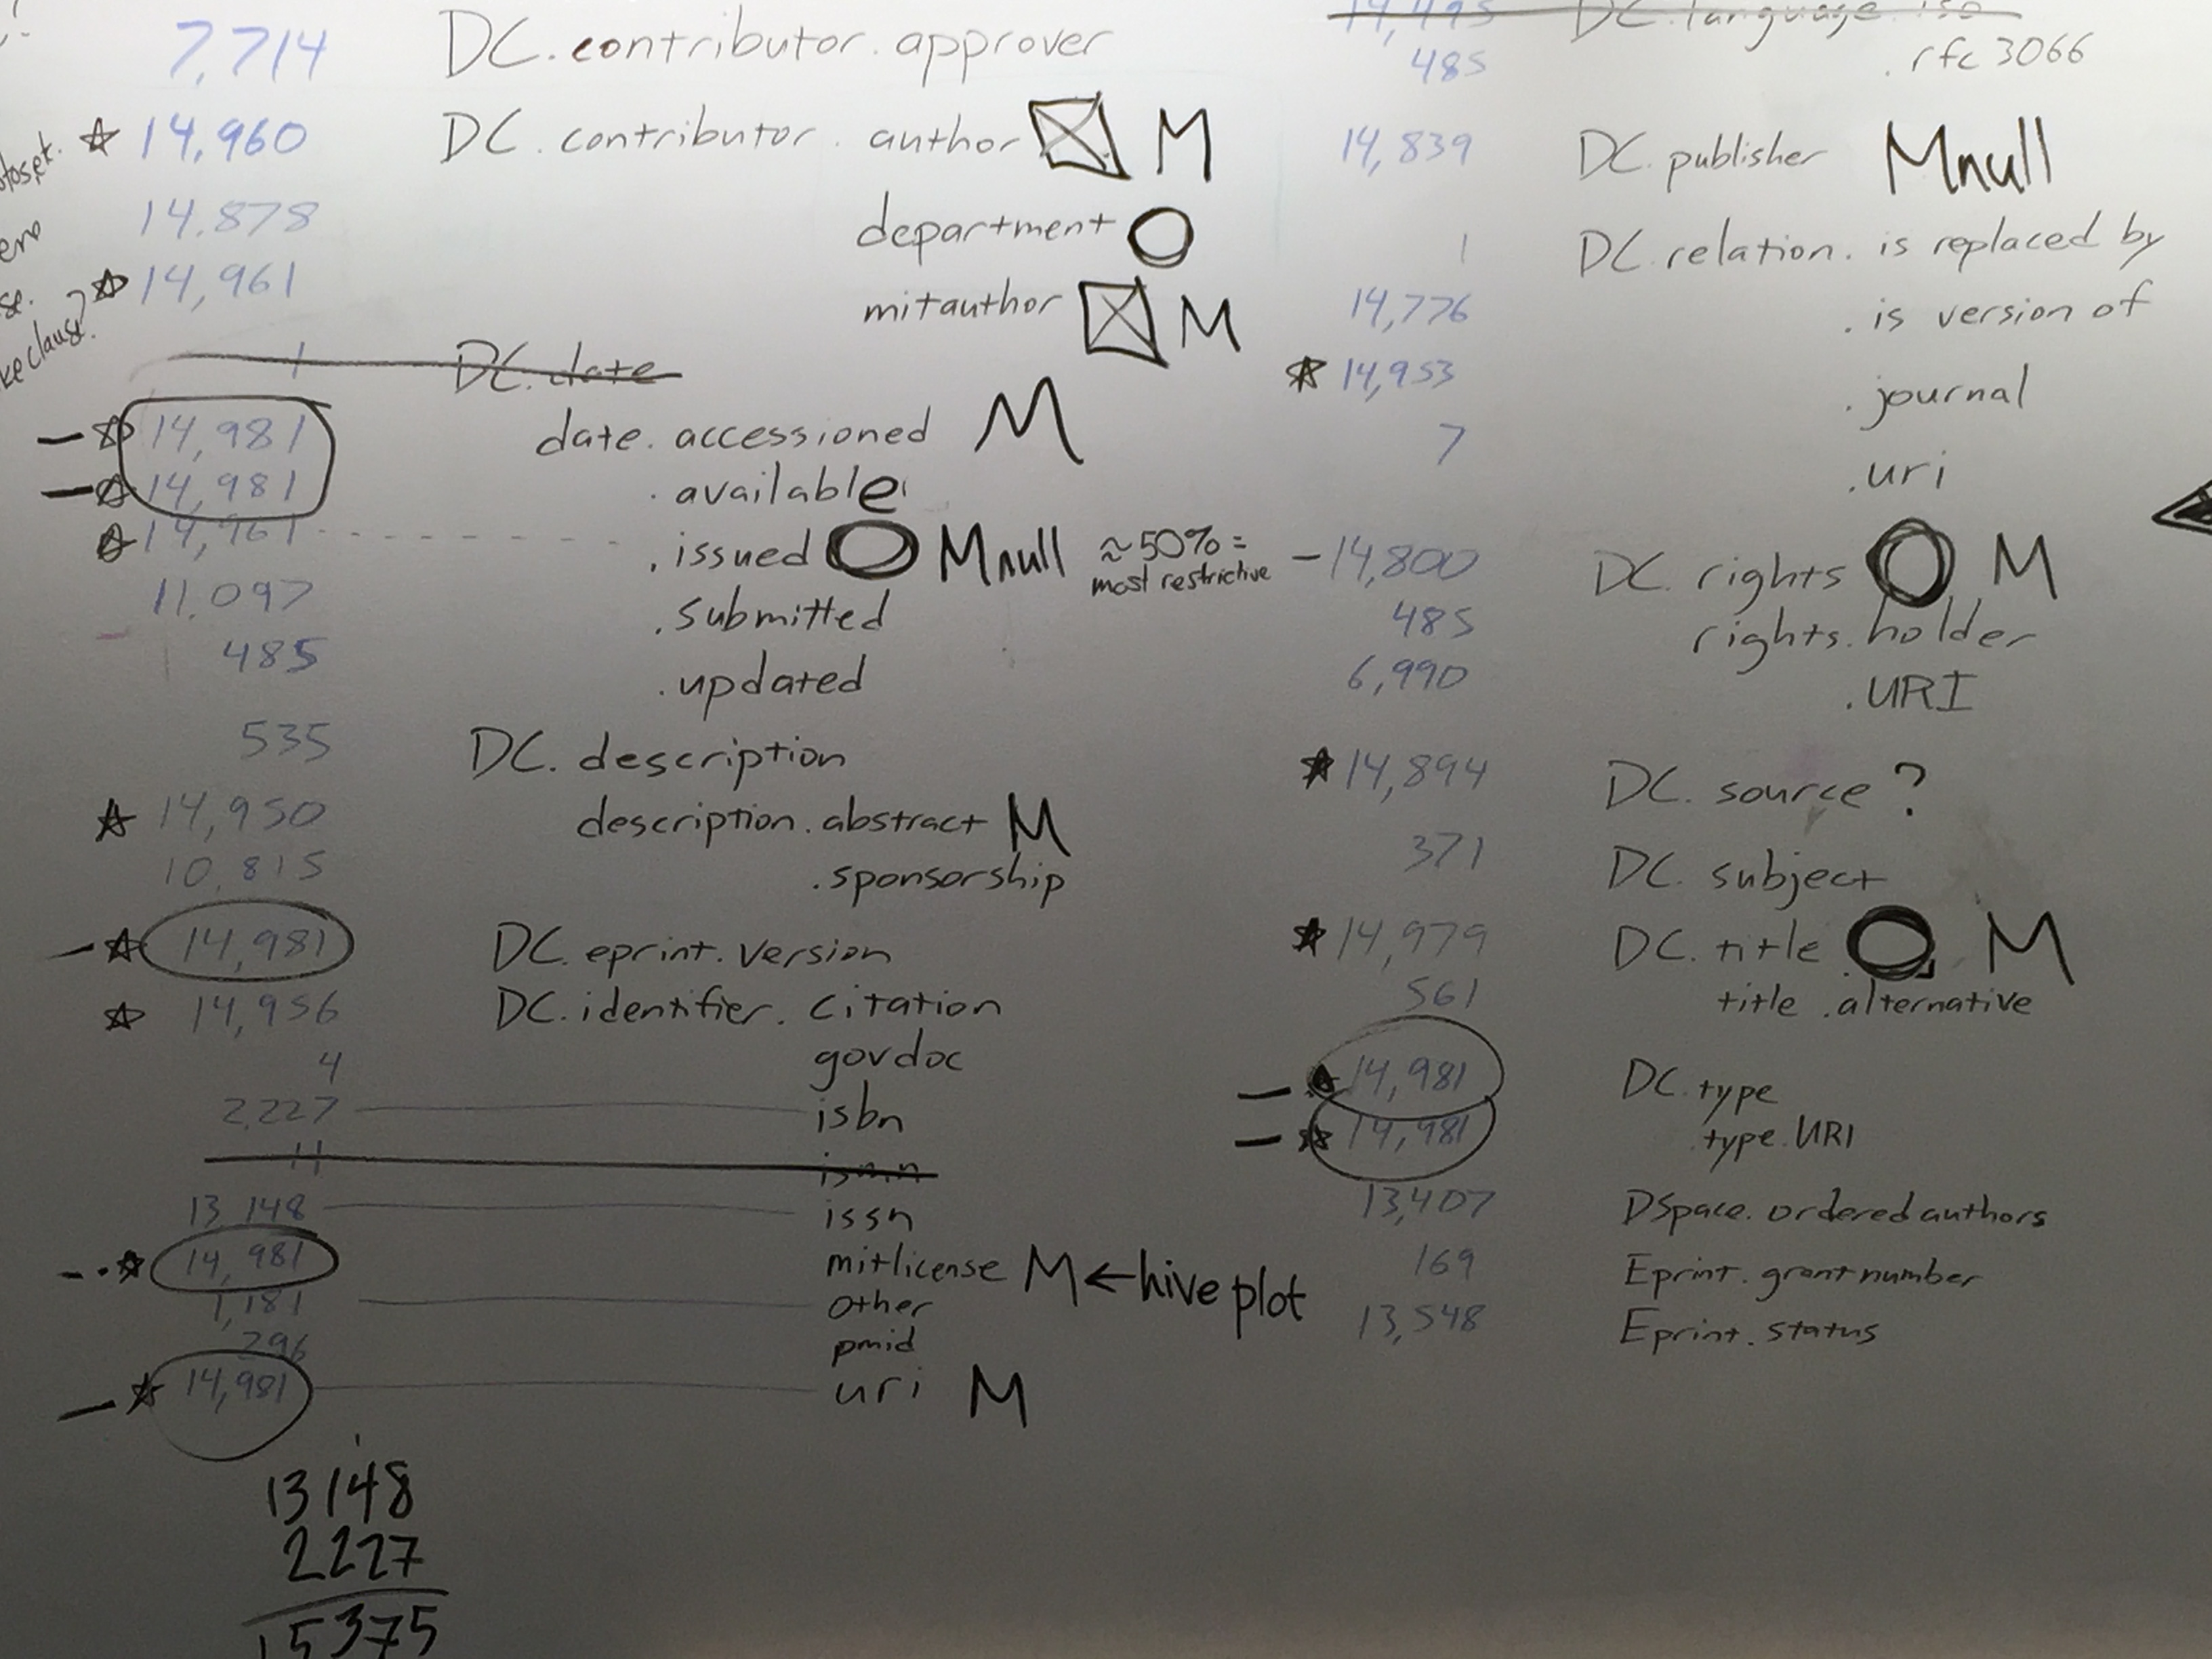 7,714 DC.contributor.approver
☆ 14,960 DC.contributor.author M
14,878 department
☆ 14,961 mitauthor M
1 DC.date
— ☆ 14,981 date.accessioned M
— ☆ 14,981 .available
☆ 14,961 .issued Mnull ≈50% =
most restrictive
11,097 .submitted
485 .updated
535 DC.description
☆ 14,950 description.abstract M
10,815 .sponsorship
— ☆ 14,981 DC.eprint.version
☆ 14,956 DC.identifier.citation
4 govdoc
2,227 isbn
11 ismn
13,148 issn
— ☆ 14,981 mitlicense M ← hive plot
1,181 other
296 pmid
— ☆ 14,981 uri M
13148
2227
15375
clause.
14,495 DC.language.iso
485 .rfc3066
14,839 DC.publisher Mnull
1 DC.relation.is replaced by
14,776 .is version of
☆ 14,953 .journal
7 .uri
— 14,800 DC.rights M
485 rights.holder
6,990 .URI
☆ 14,894 DC.source ?
371 DC.subject
☆ 14,979 DC.title M
561 title.alternative
— ☆ 14,981 DC.type
— ☆ 14,981 .type.URI
13,407 DSpace.orderedauthors
169 Eprint.grantnumber
13,548 Eprint.status